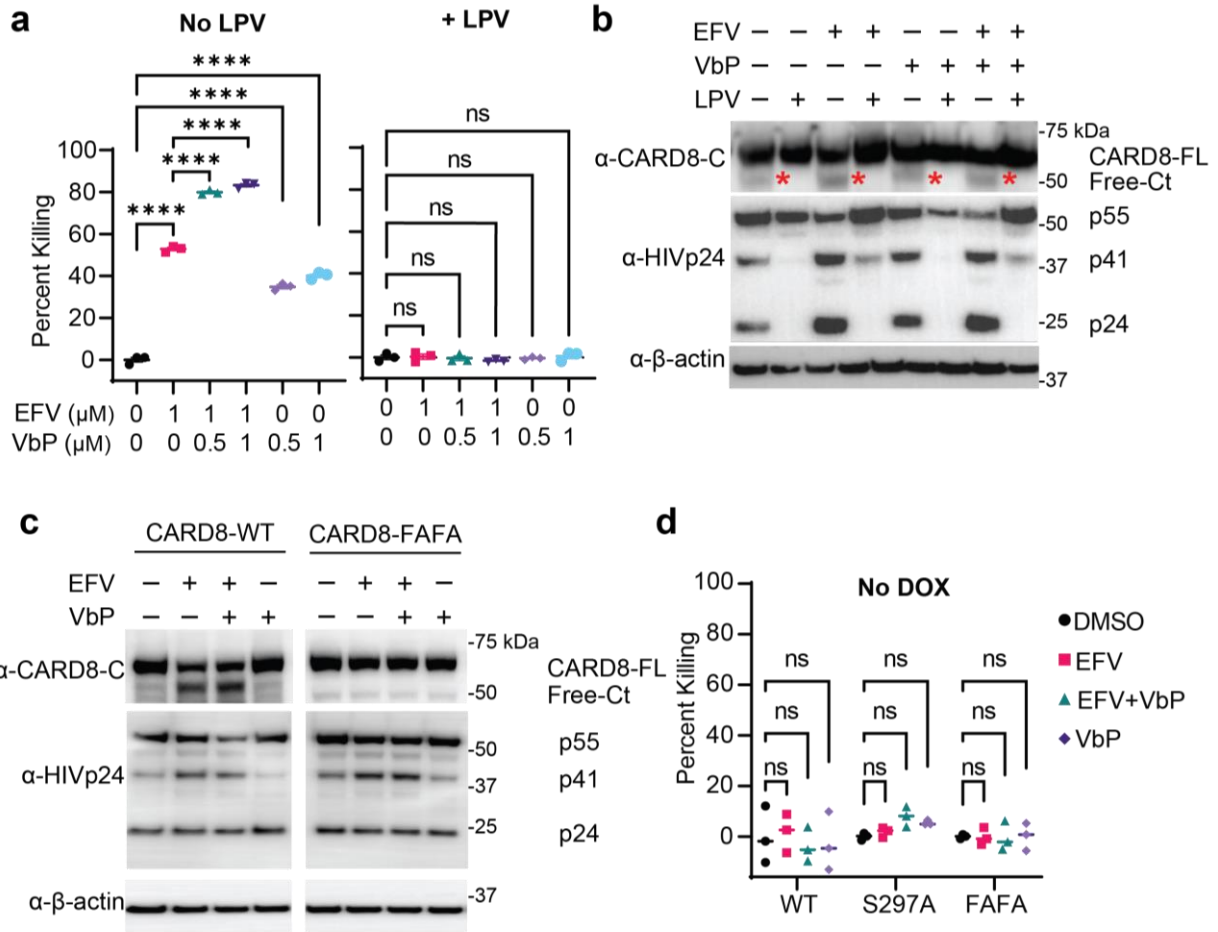 a
No LPV
+ LPV
****
****
****
****
****
ns
ns
ns
ns
ns
Percent Killing
100
80
60
40
20
0
EFV (µM) 0 1 1 1 0 0
VbP (µM) 0 0 0.5 1 0.5 1
0 1 1 1 0 0
0 0 0.5 1 0.5 1
b
EFV − − + + − − + +
VbP − − − − + + + +
LPV − + − + − + − +
-75 kDa
α-CARD8-C
CARD8-FL
* * * *
-50
Free-Ct
p55
-50
α-HIVp24
-37
p41
-25
p24
α-β-actin
-37
c
CARD8-WT
CARD8-FAFA
EFV − + + − − + + −
VbP − − + + − − + +
-75 kDa
α-CARD8-C
CARD8-FL
-50
Free-Ct
p55
-50
α-HIVp24
p41
-37
-25
p24
α-β-actin
-37
d
No DOX
Percent Killing
100
80
60
40
20
0
ns ns ns
ns ns ns
ns ns ns
WT S297A FAFA
DMSO
EFV
EFV+VbP
VbP